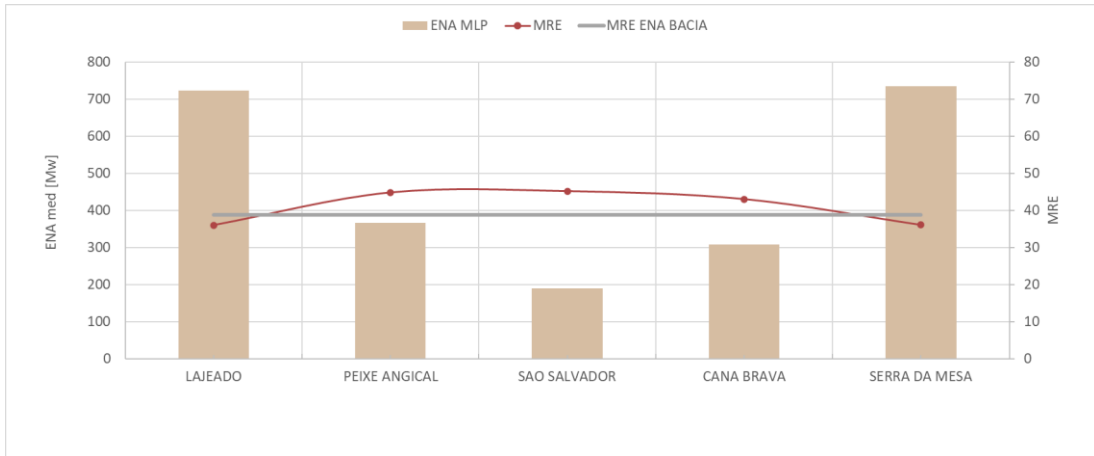 ENA MLP MRE MRE ENA BACIA
800 80
700 70
600 60
500 50
400 40
300 30
200 20
100 10
0 0
ENA med [Mw]
MRE
LAJEADO PEIXE ANGICAL SAO SALVADOR CANA BRAVA SERRA DA MESA